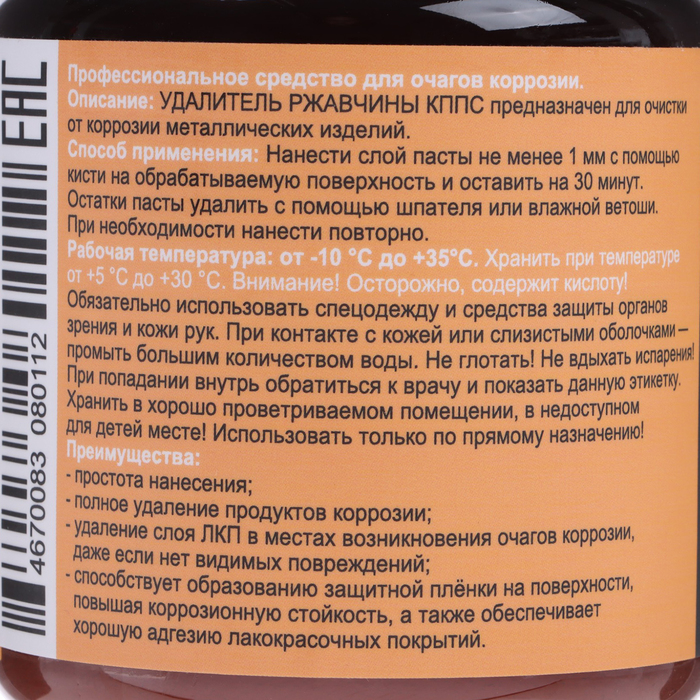 EAC
4670083 080112
Профессиональное средство для очагов коррозии.
Описание: УДАЛИТЕЛЬ РЖАВЧИНЫ КППС предназначен для очистки
от коррозии металлических изделий.
Способ применения: Нанести слой пасты не менее 1 мм с помощью
кисти на обрабатываемую поверхность и оставить на 30 минут.
Остатки пасты удалить с помощью шпателя или влажной ветоши.
При необходимости нанести повторно.
Рабочая температура: от -10 °С до +35°С. Хранить при температуре
от +5 °С до +30 °С. Внимание! Осторожно, содержит кислоту!
Обязательно использовать спецодежду и средства защиты органов
зрения и кожи рук. При контакте с кожей или слизистыми оболочками –
промыть большим количеством воды. Не глотать! Не вдыхать испарения!
При попадании внутрь обратиться к врачу и показать данную этикетку.
Хранить в хорошо проветриваемом помещении, в недоступном
для детей месте! Использовать только по прямому назначению!
Преимущества:
- простота нанесения;
- полное удаление продуктов коррозии;
- удаление слоя ЛКП в местах возникновения очагов коррозии,
даже если нет видимых повреждений;
- способствует образованию защитной плёнки на поверхности,
повышая коррозионную стойкость, а также обеспечивает
хорошую адгезию лакокрасочных покрытий.